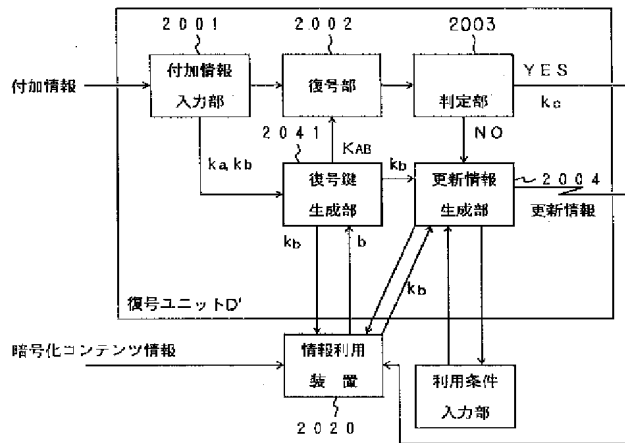 2001
2002
2003
付加情報
付加情報
入力部
復号部
判定部
YES
kc
2041
KAB
NO
ka,kb
復号鍵
生成部
kb
更新情報
生成部
2004
更新情報
kb
b
kb
復号ユニットD'
暗号化コンテンツ情報
情報利用
装置
利用条件
入力部
2020